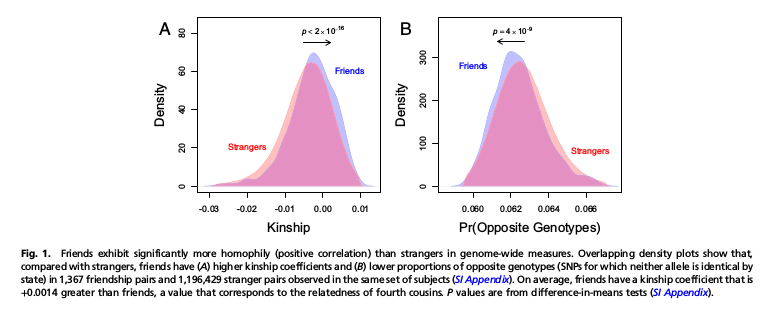 A
p < 2 × 10⁻¹⁶
Friends
Strangers
Density
0
20
40
60
80
-0.03 -0.02 -0.01 0.00 0.01
Kinship
B
p = 4 × 10⁻⁹
Friends
Strangers
Density
0
100
200
300
0.060 0.062 0.064 0.066
Pr(Opposite Genotypes)
Fig. 1. Friends exhibit significantly more homophily (positive correlation) than strangers in genome-wide measures. Overlapping density plots show that,
compared with strangers, friends have (A) higher kinship coefficients and (B) lower proportions of opposite genotypes (SNPs for which neither allele is identical by
state) in 1,367 friendship pairs and 1,196,429 stranger pairs observed in the same set of subjects (SI Appendix). On average, friends have a kinship coefficient that is
+0.0014 greater than friends, a value that corresponds to the relatedness of fourth cousins. P values are from difference-in-means tests (SI Appendix).